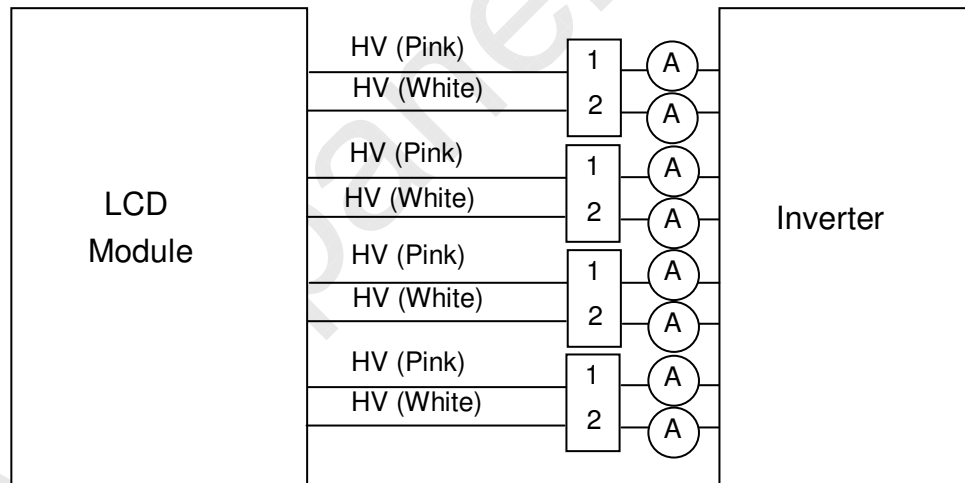 LCD
Module
HV (Pink)
HV (White)
1
2
A
A
HV (Pink)
HV (White)
1
2
A
A
HV (Pink)
HV (White)
1
2
A
A
HV (Pink)
HV (White)
1
2
A
A
Inverter
pane